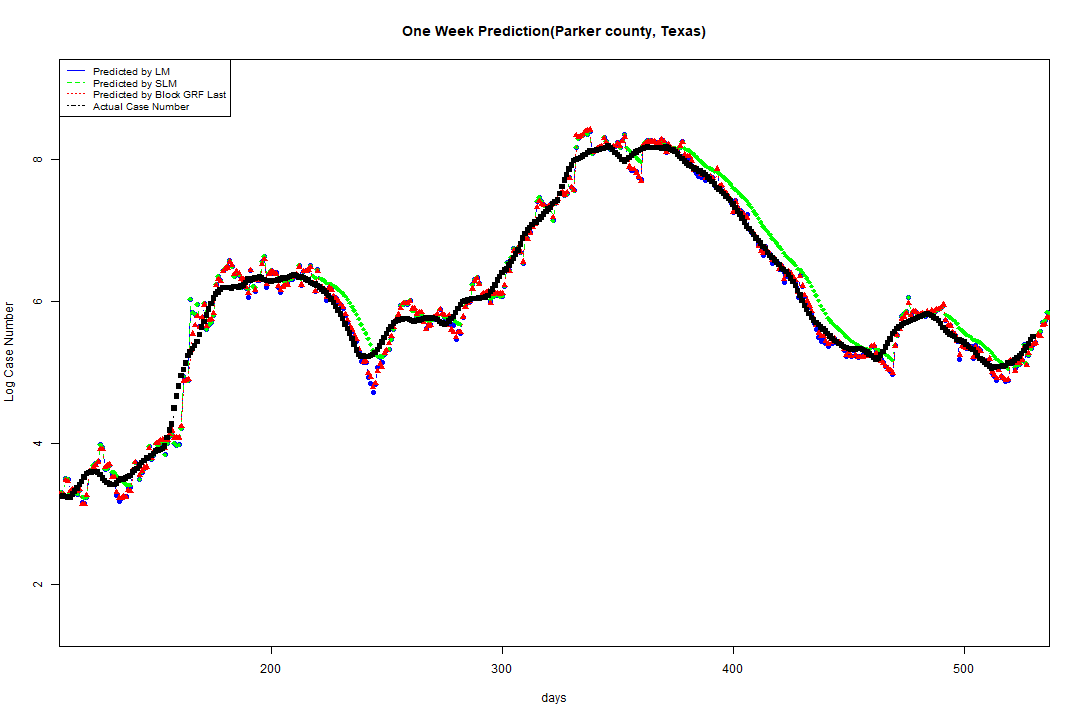 One Week Prediction(Parker county, Texas)
Predicted by LM
Predicted by SLM
Predicted by Block GRF Last
Actual Case Number
8
6
4
2
Log Case Number
200 300 400 500
days